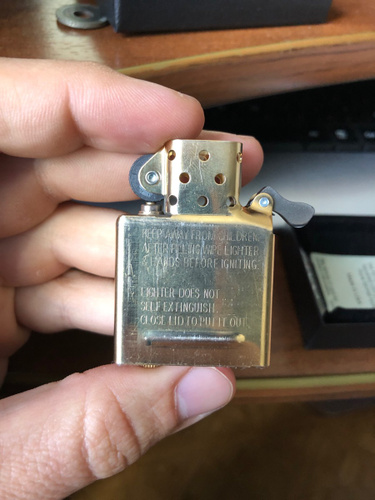 KEEP AWAY FROM CHILDREN.
AFTER FILLING WIPE LIGHTER
& HANDS BEFORE IGNITING.
LIGHTER DOES NOT
SELF EXTINGUISH.
CLOSE LID TO PUT IT OUT.